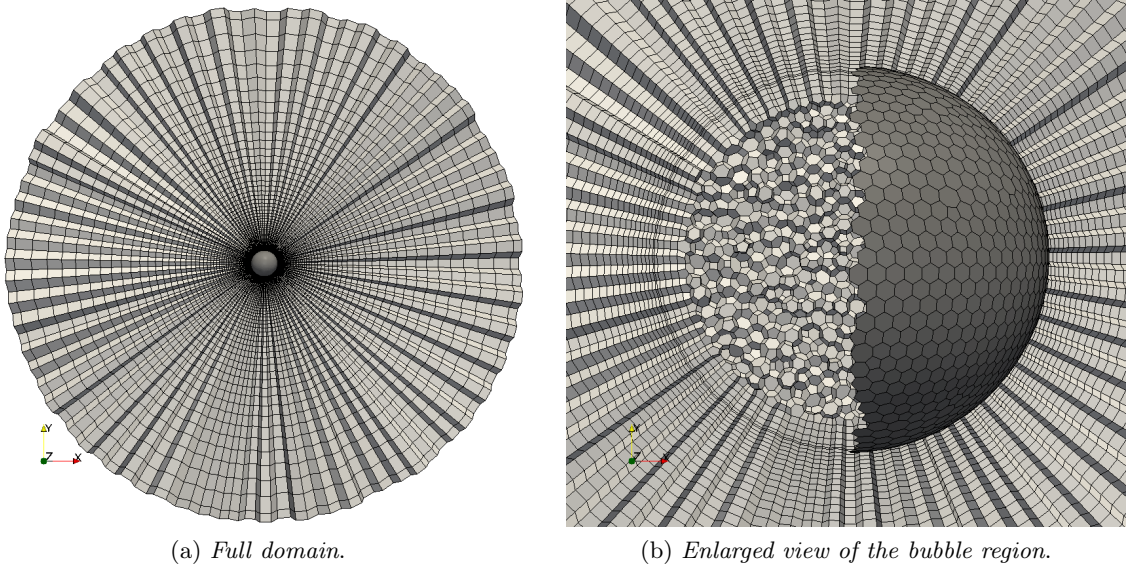 Y
Z X
Z X
(a) Full domain.
(b) Enlarged view of the bubble region.